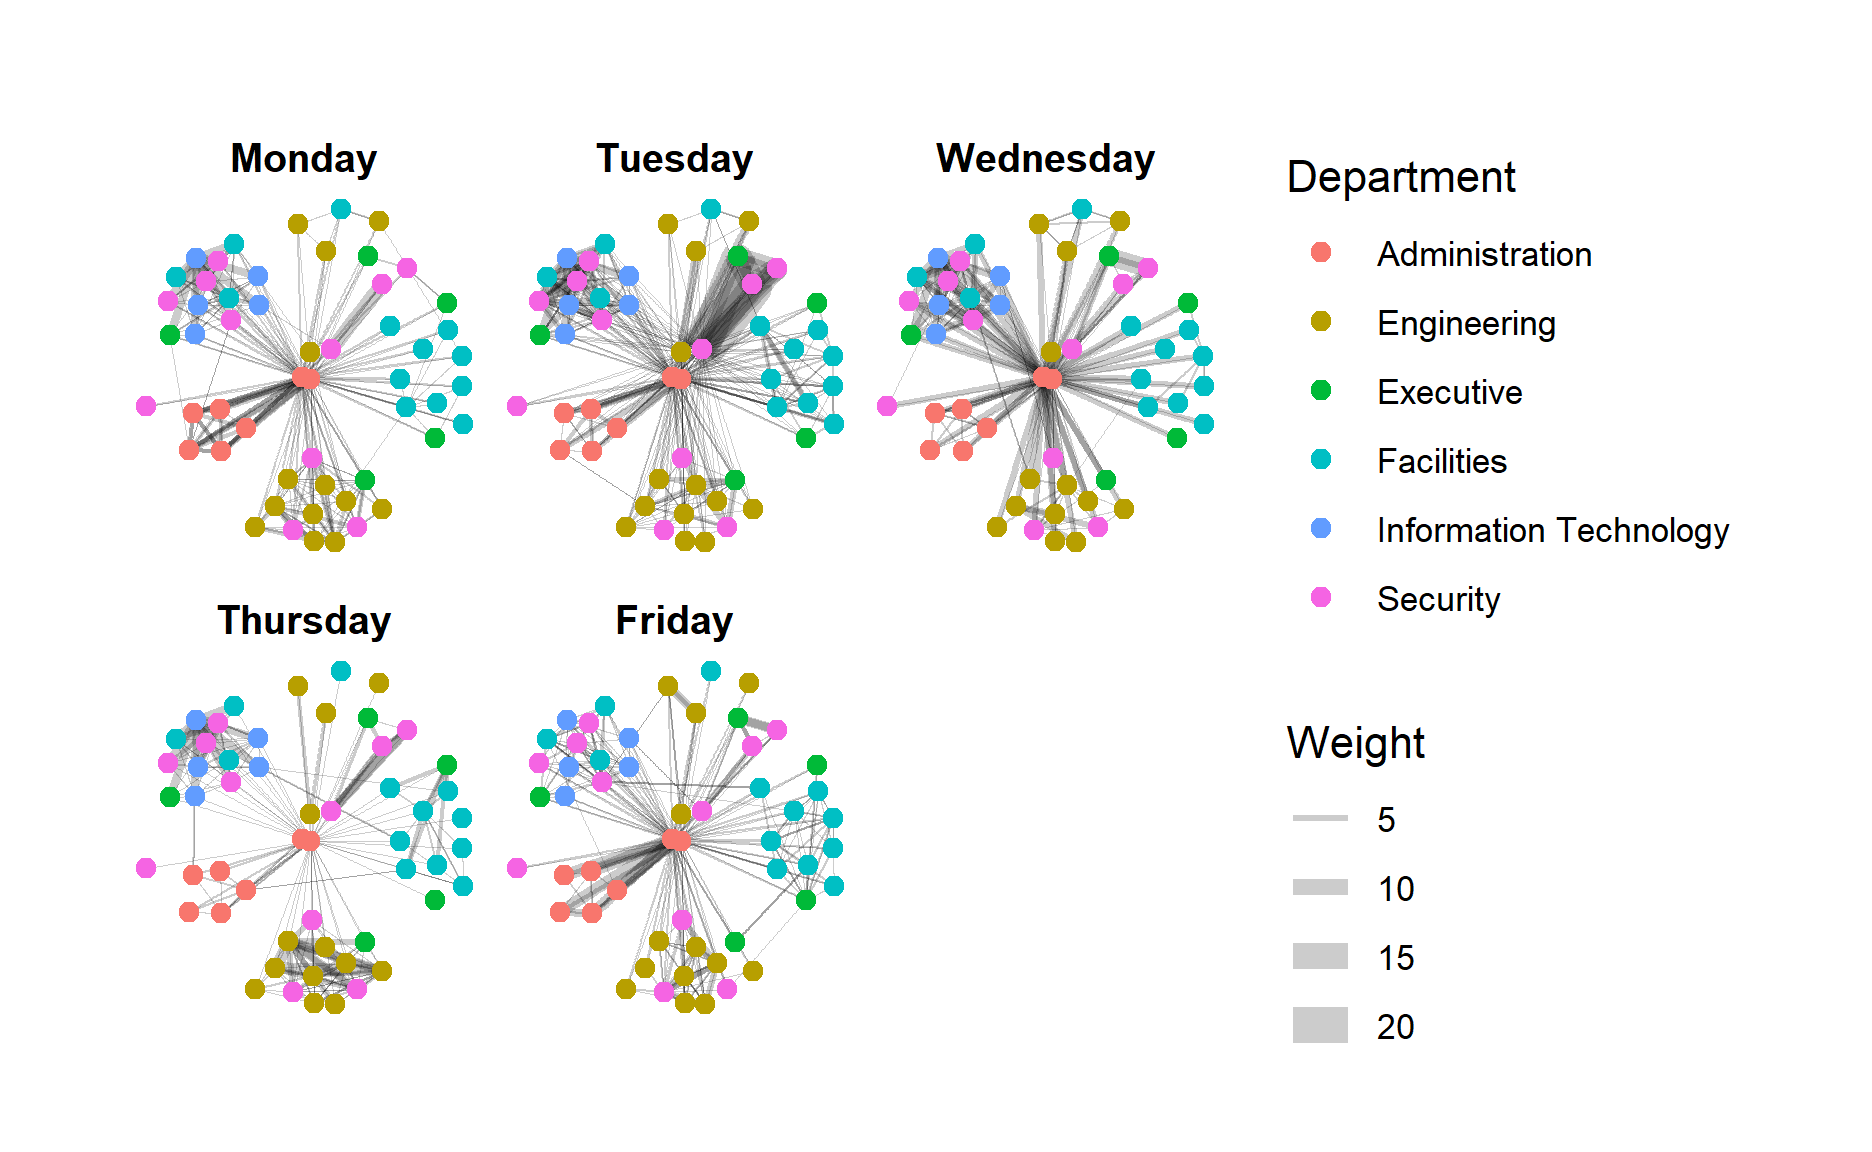 Monday
Tuesday
Wednesday
Thursday
Friday
Department
Administration
Engineering
Executive
Facilities
Information Technology
Security
Weight
5
10
15
20